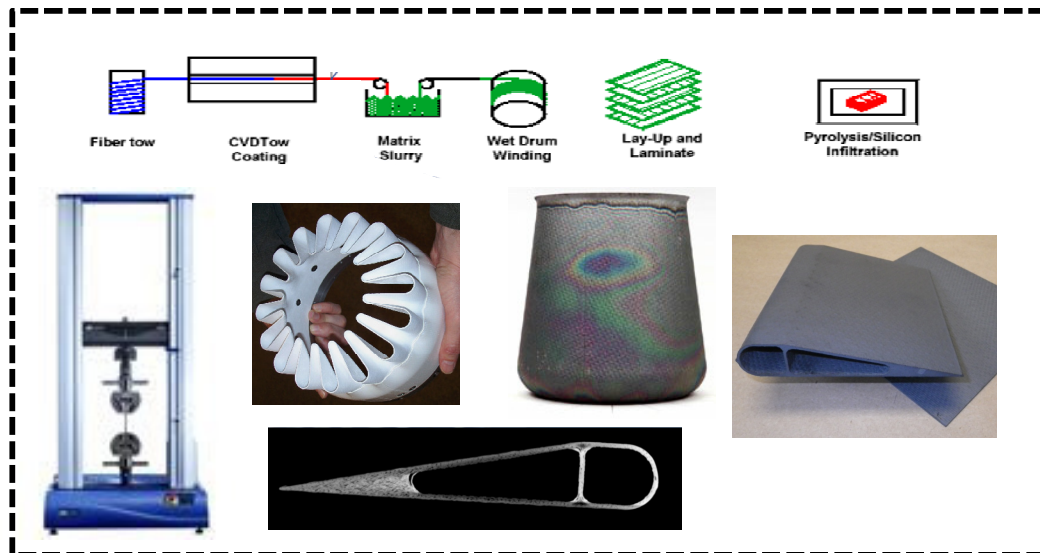 Fiber tow
CVDTow
Coating
Matrix
Slurry
Wet Drum
Winding
Lay-Up and
Laminate
Pyrolysis/Silicon
Infiltration